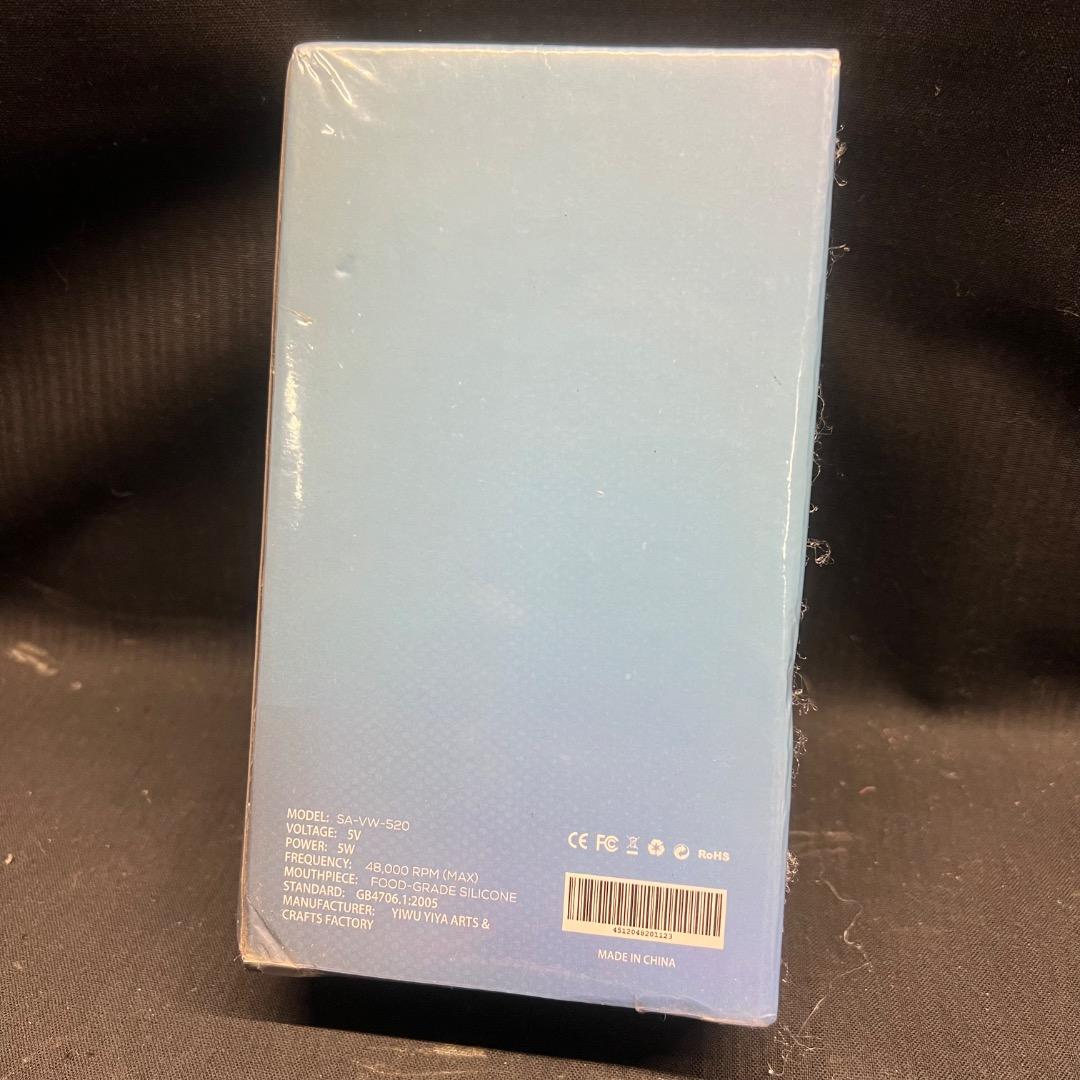 MODEL: SA-VW-520
VOLTAGE: 5V
POWER: 5W
FREQUENCY: 48,000 RPM (MAX)
MOUTHPIECE: FOOD-GRADE SILICONE
STANDARD: GB4706.1:2005
MANUFACTURER: YIWU YIYA ARTS &
CRAFTS FACTORY
CE FC RoHS
4512048201123
MADE IN CHINA